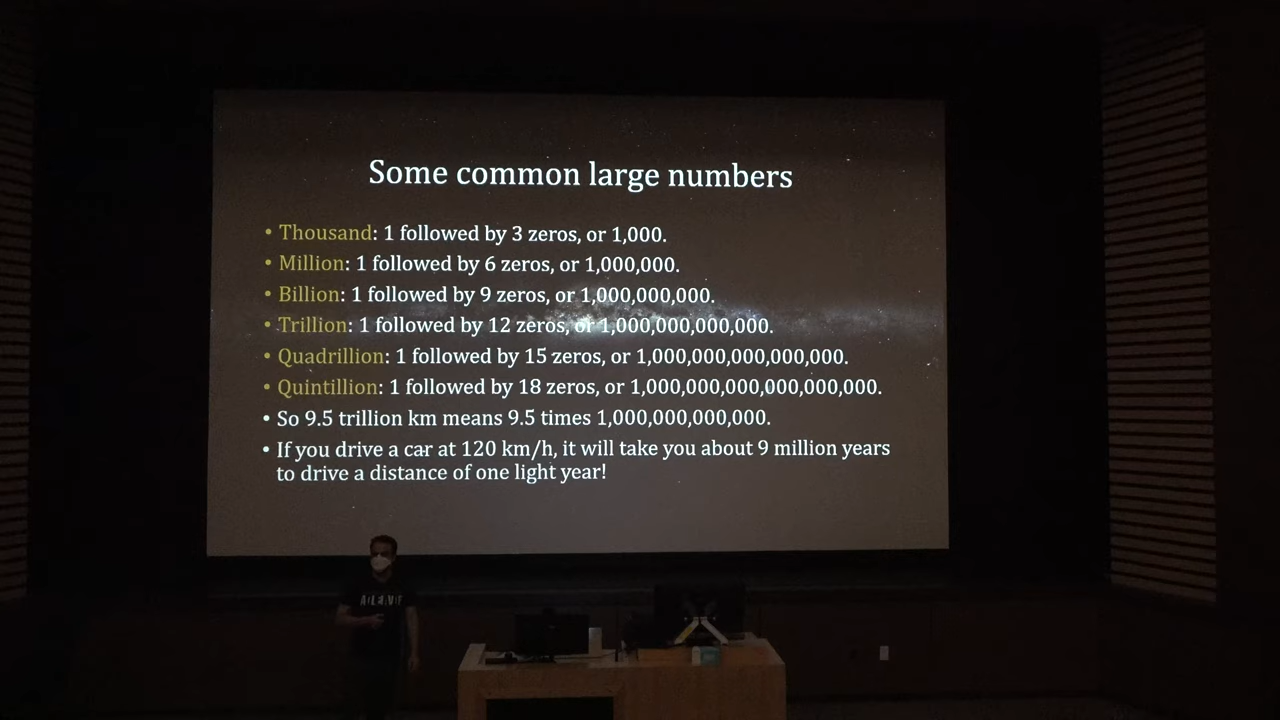 Some common large numbers
• Thousand: 1 followed by 3 zeros, or 1,000.
• Million: 1 followed by 6 zeros, or 1,000,000.
• Billion: 1 followed by 9 zeros, or 1,000,000,000.
• Trillion: 1 followed by 12 zeros, or 1,000,000,000,000.
• Quadrillion: 1 followed by 15 zeros, or 1,000,000,000,000,000.
• Quintillion: 1 followed by 18 zeros, or 1,000,000,000,000,000,000.
• So 9.5 trillion km means 9.5 times 1,000,000,000,000.
• If you drive a car at 120 km/h, it will take you about 9 million years
to drive a distance of one light year!